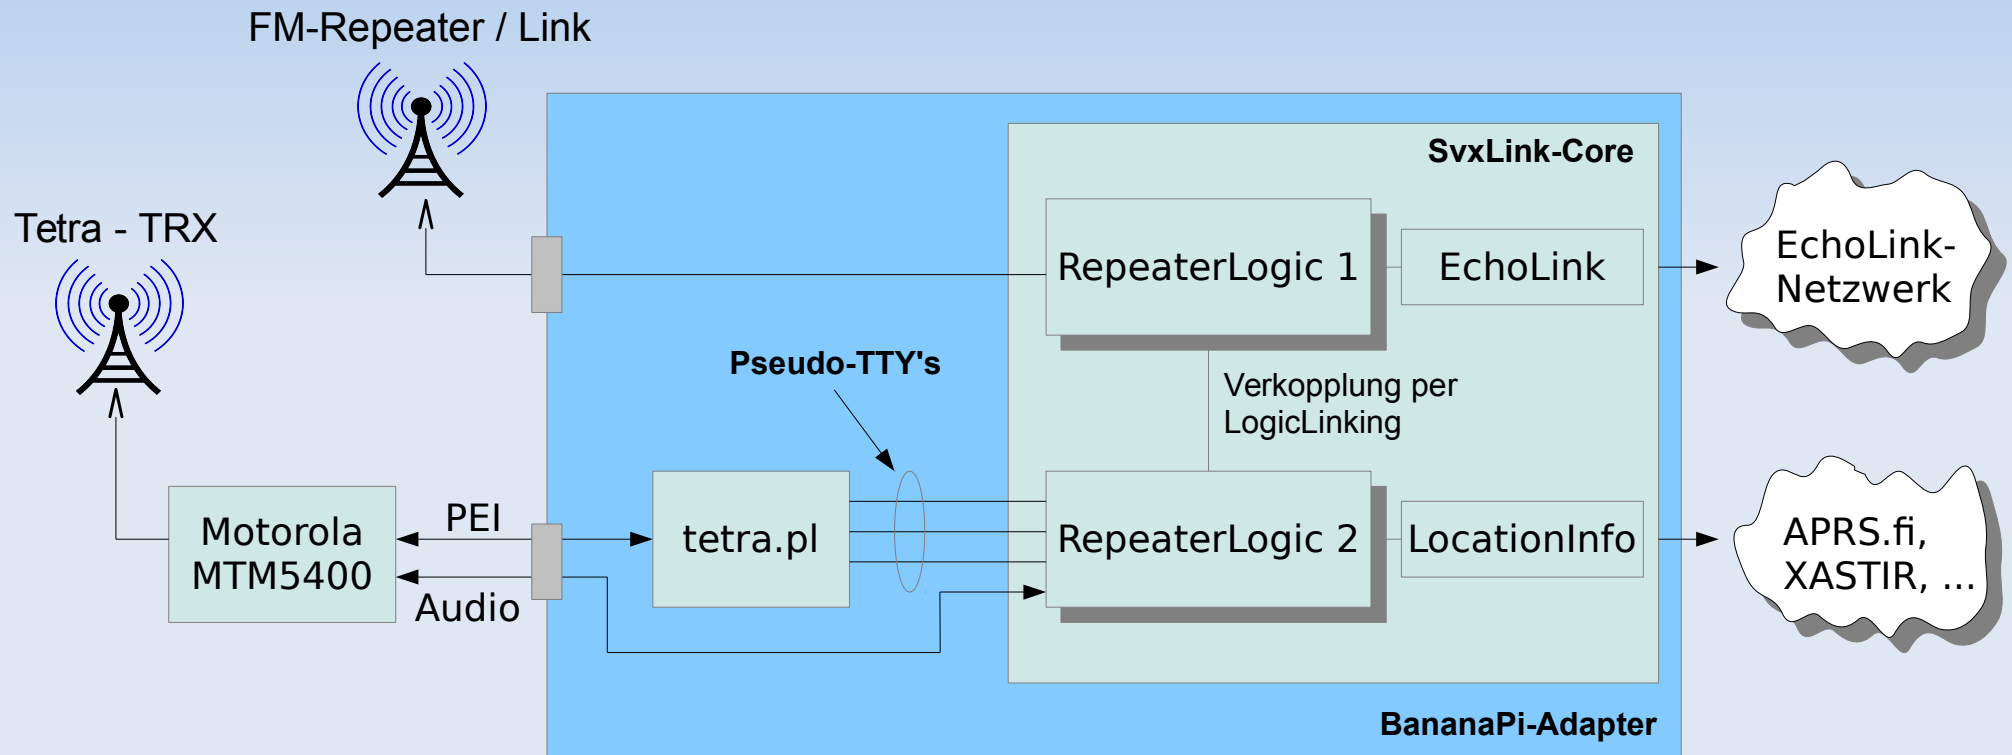 FM-Repeater / Link
Tetra - TRX
SvxLink-Core
RepeaterLogic 1
EchoLink
EchoLink-
Netzwerk
Pseudo-TTY's
Verkopplung per
LogicLinking
Motorola
MTM5400
PEI
Audio
tetra.pl
RepeaterLogic 2
LocationInfo
APRS.fi,
XASTIR, ...
BananaPi-Adapter